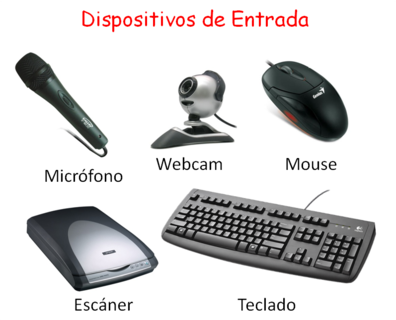 Dispositivos de Entrada
Micrófono
Webcam
Mouse
Escáner
Teclado